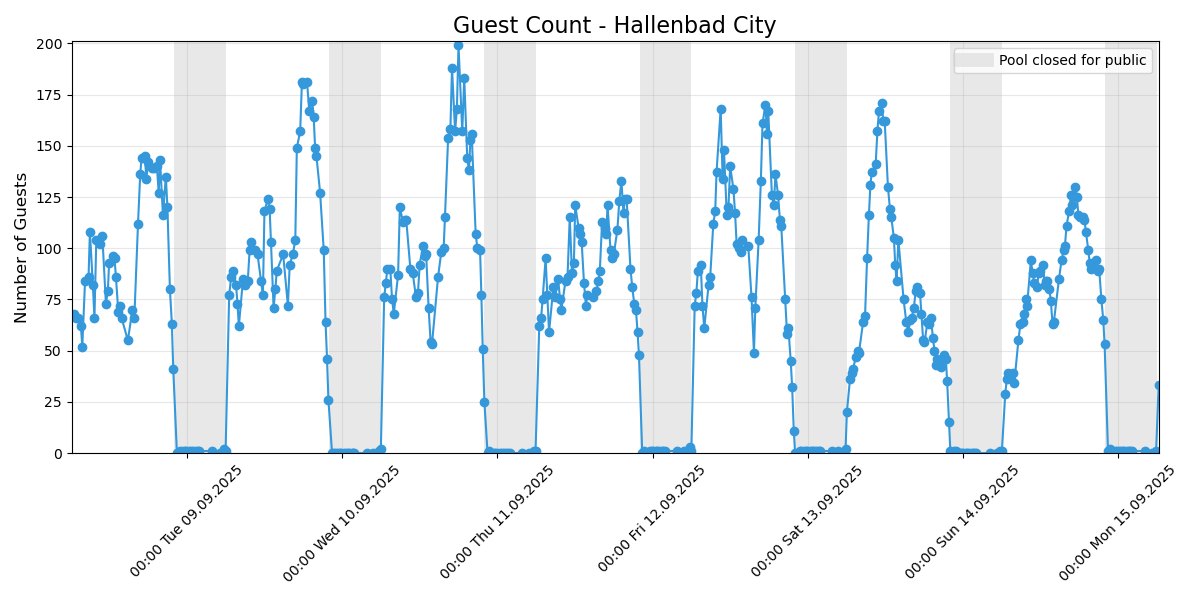 Guest Count - Hallenbad City
Pool closed for public
Number of Guests
200
175
150
125
100
75
50
25
0
00:00 Tue 09.09.2025
00:00 Wed 10.09.2025
00:00 Thu 11.09.2025
00:00 Fri 12.09.2025
00:00 Sat 13.09.2025
00:00 Sun 14.09.2025
00:00 Mon 15.09.2025